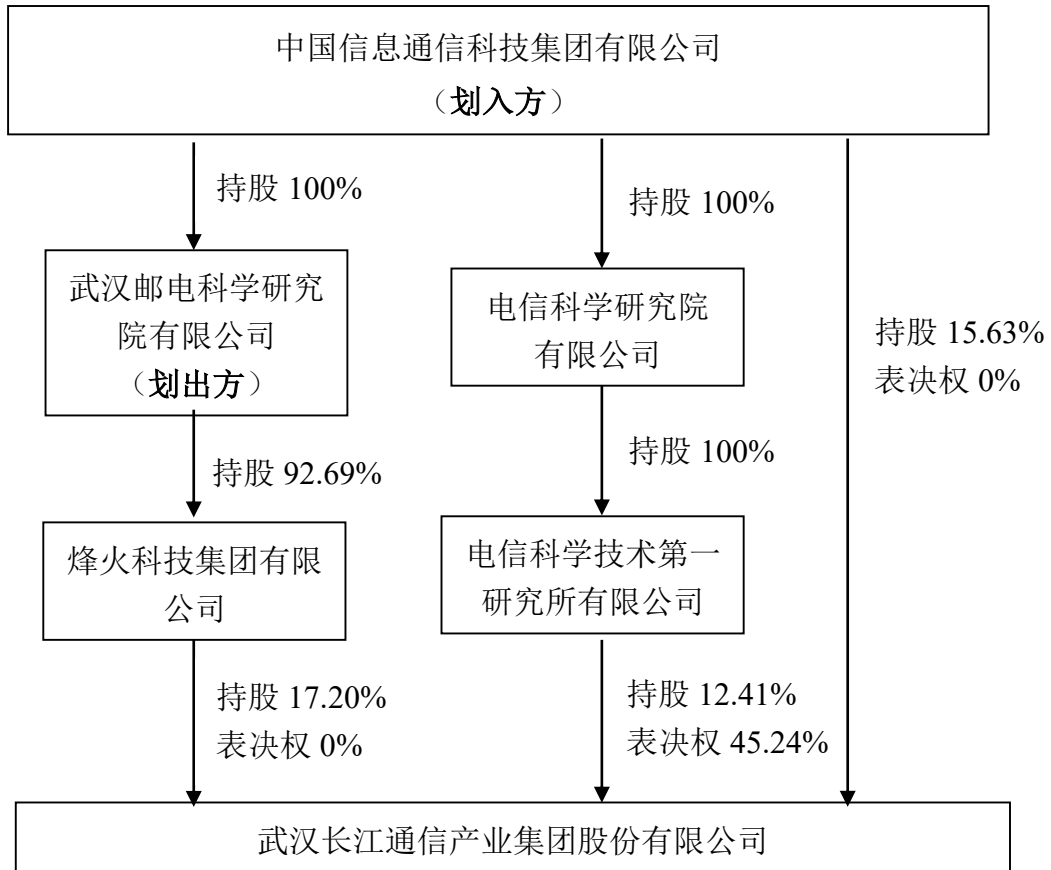 中国信息通信科技集团有限公司
（划入方）
持股 100%
持股 100%
武汉邮电科学研究
院有限公司
（划出方）
电信科学研究院
有限公司
持股 15.63%
表决权 0%
持股 92.69%
持股 100%
烽火科技集团有限
公司
电信科学技术第一
研究所有限公司
持股 17.20%
表决权 0%
持股 12.41%
表决权 45.24%
武汉长江通信产业集团股份有限公司